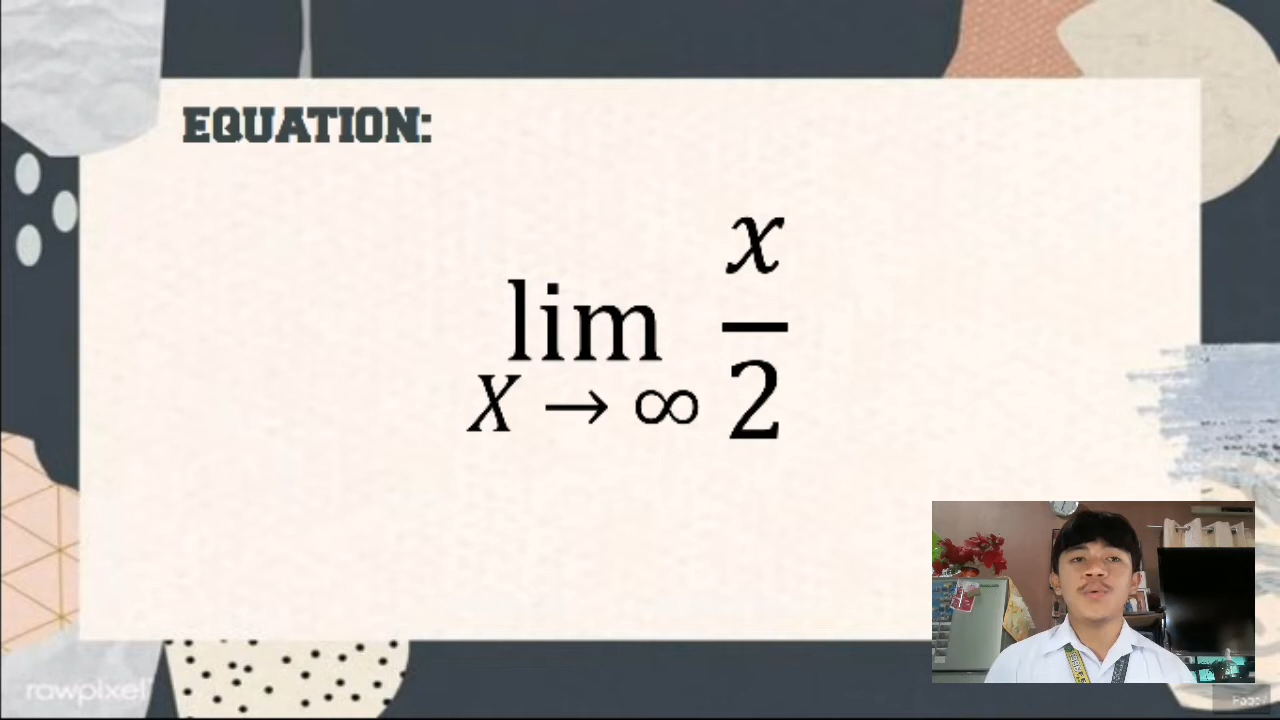 EQUATION:
x
lim
X → ∞ 2
rawpixel